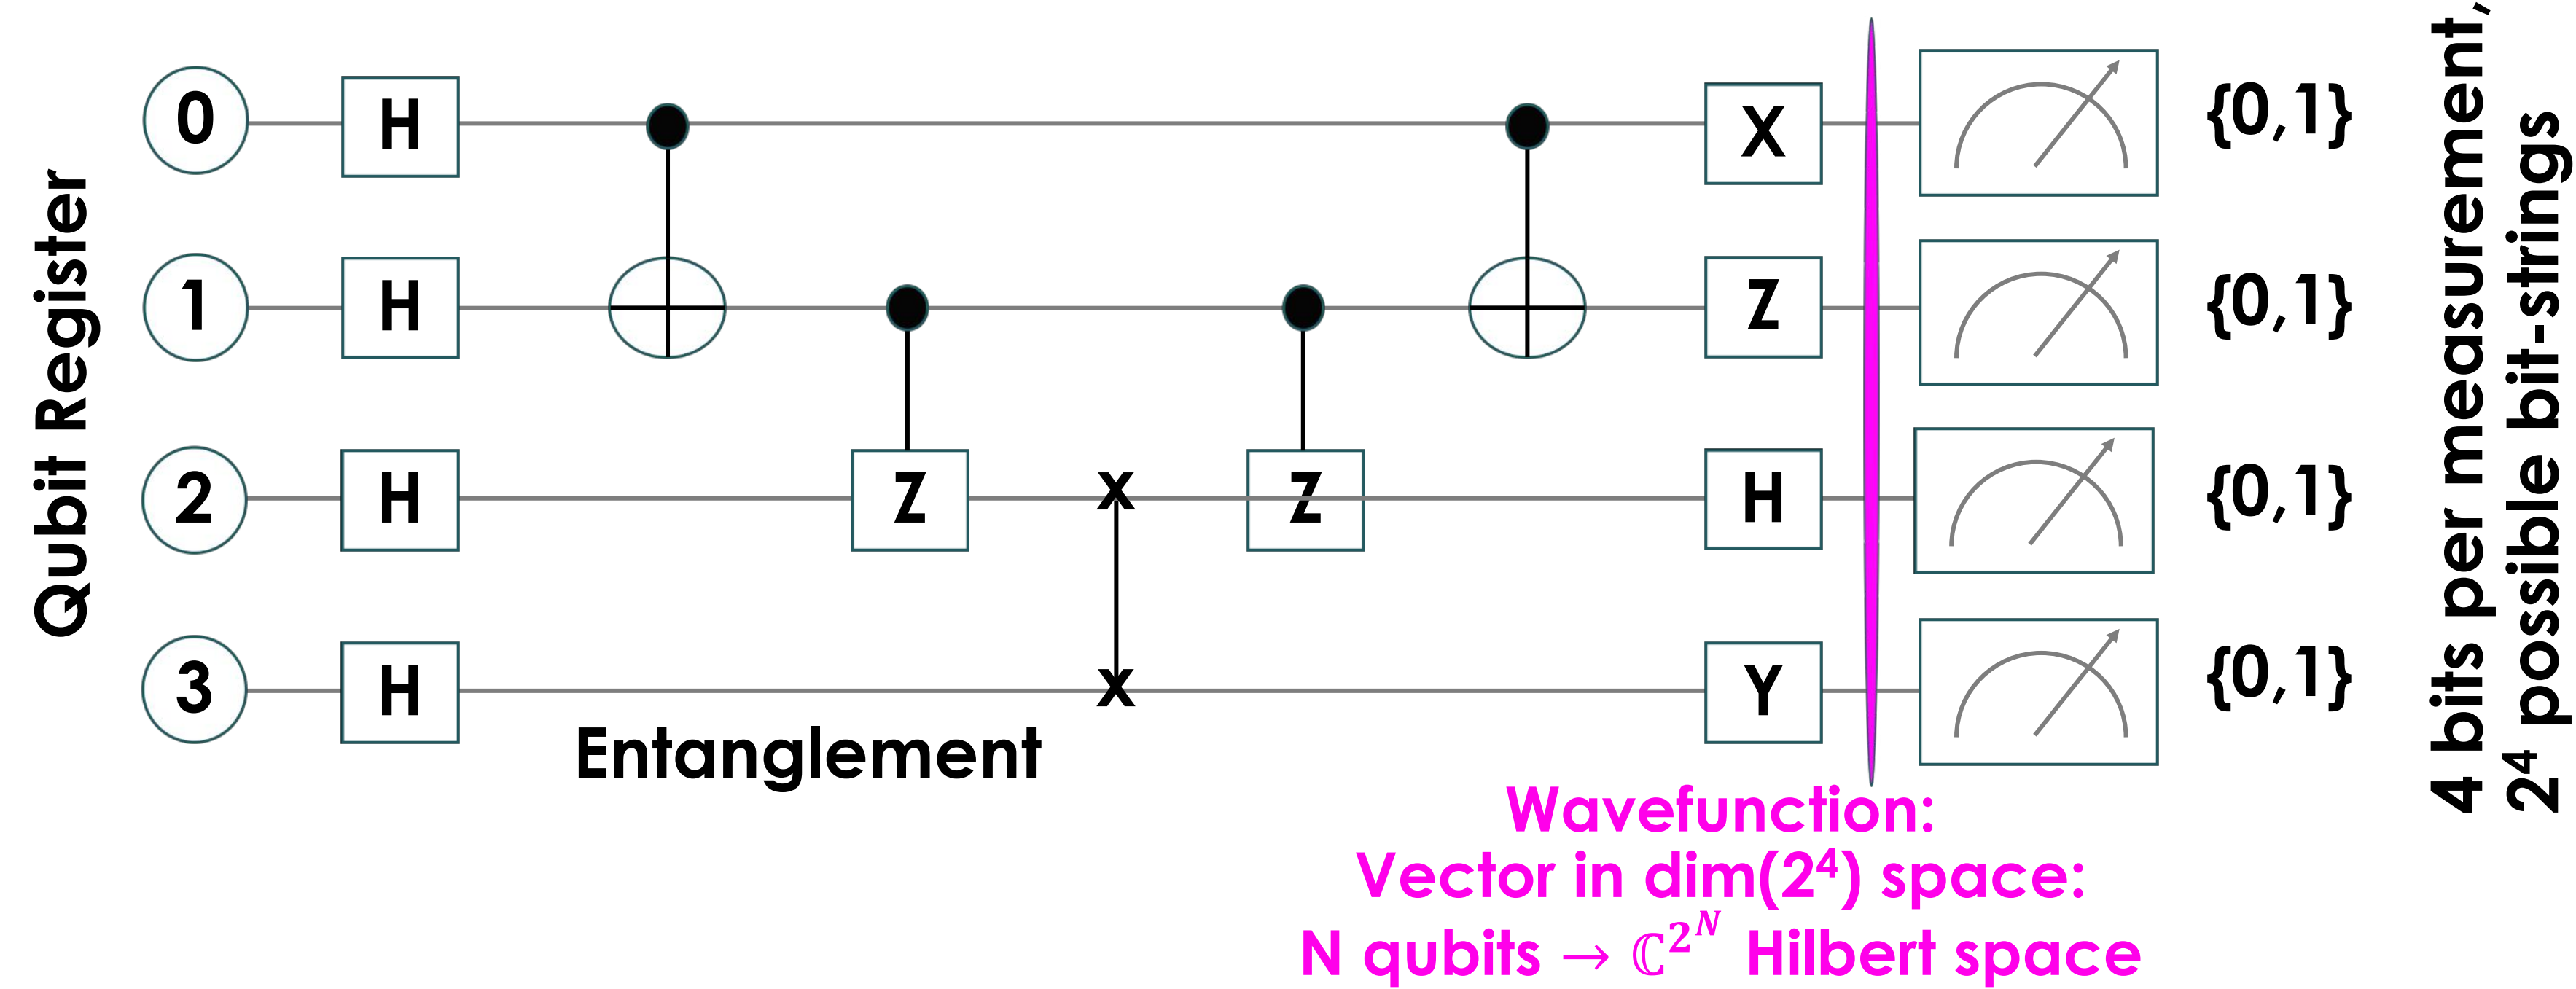 Qubit Register
0 H X {0,1}
1 H Z {0,1}
Z Z
2 H X H {0,1}
3 H X Y {0,1}
Entanglement
Wavefunction:
Vector in dim(2⁴) space:
N qubits → ℂ^2^N Hilbert space
4 bits per measurement,
2⁴ possible bit-strings